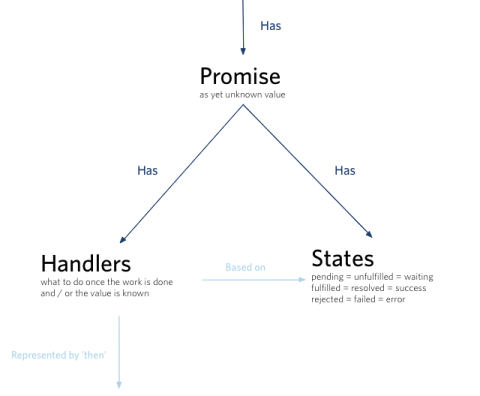 Has
Promise
as yet unknown value
Has
Has
Handlers
what to do once the work is done
and / or the value is known
Based on
States
pending = unfulfilled = waiting
fulfilled = resolved = success
rejected = failed = error
Represented by 'then'